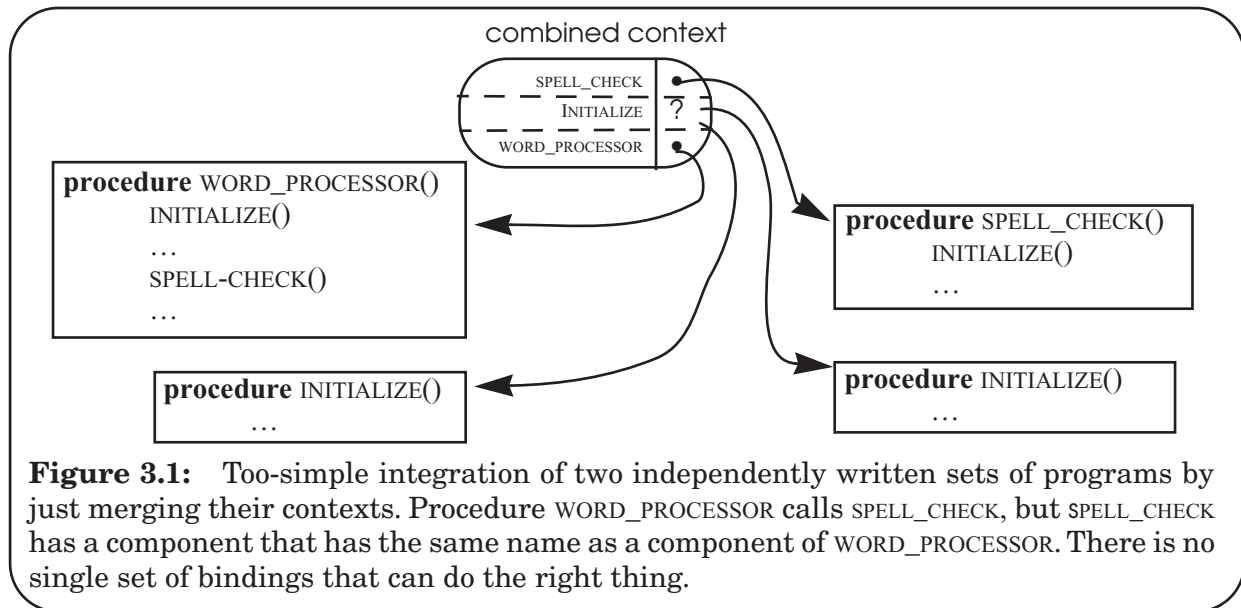 combined context
SPELL_CHECK
INITIALIZE ?
WORD_PROCESSOR
procedure WORD_PROCESSOR()
INITIALIZE()
…
SPELL-CHECK()
…
procedure SPELL_CHECK()
INITIALIZE()
…
procedure INITIALIZE()
…
procedure INITIALIZE()
…
Figure 3.1: Too-simple integration of two independently written sets of programs by
just merging their contexts. Procedure WORD_PROCESSOR calls SPELL_CHECK, but SPELL_CHECK
has a component that has the same name as a component of WORD_PROCESSOR. There is no
single set of bindings that can do the right thing.